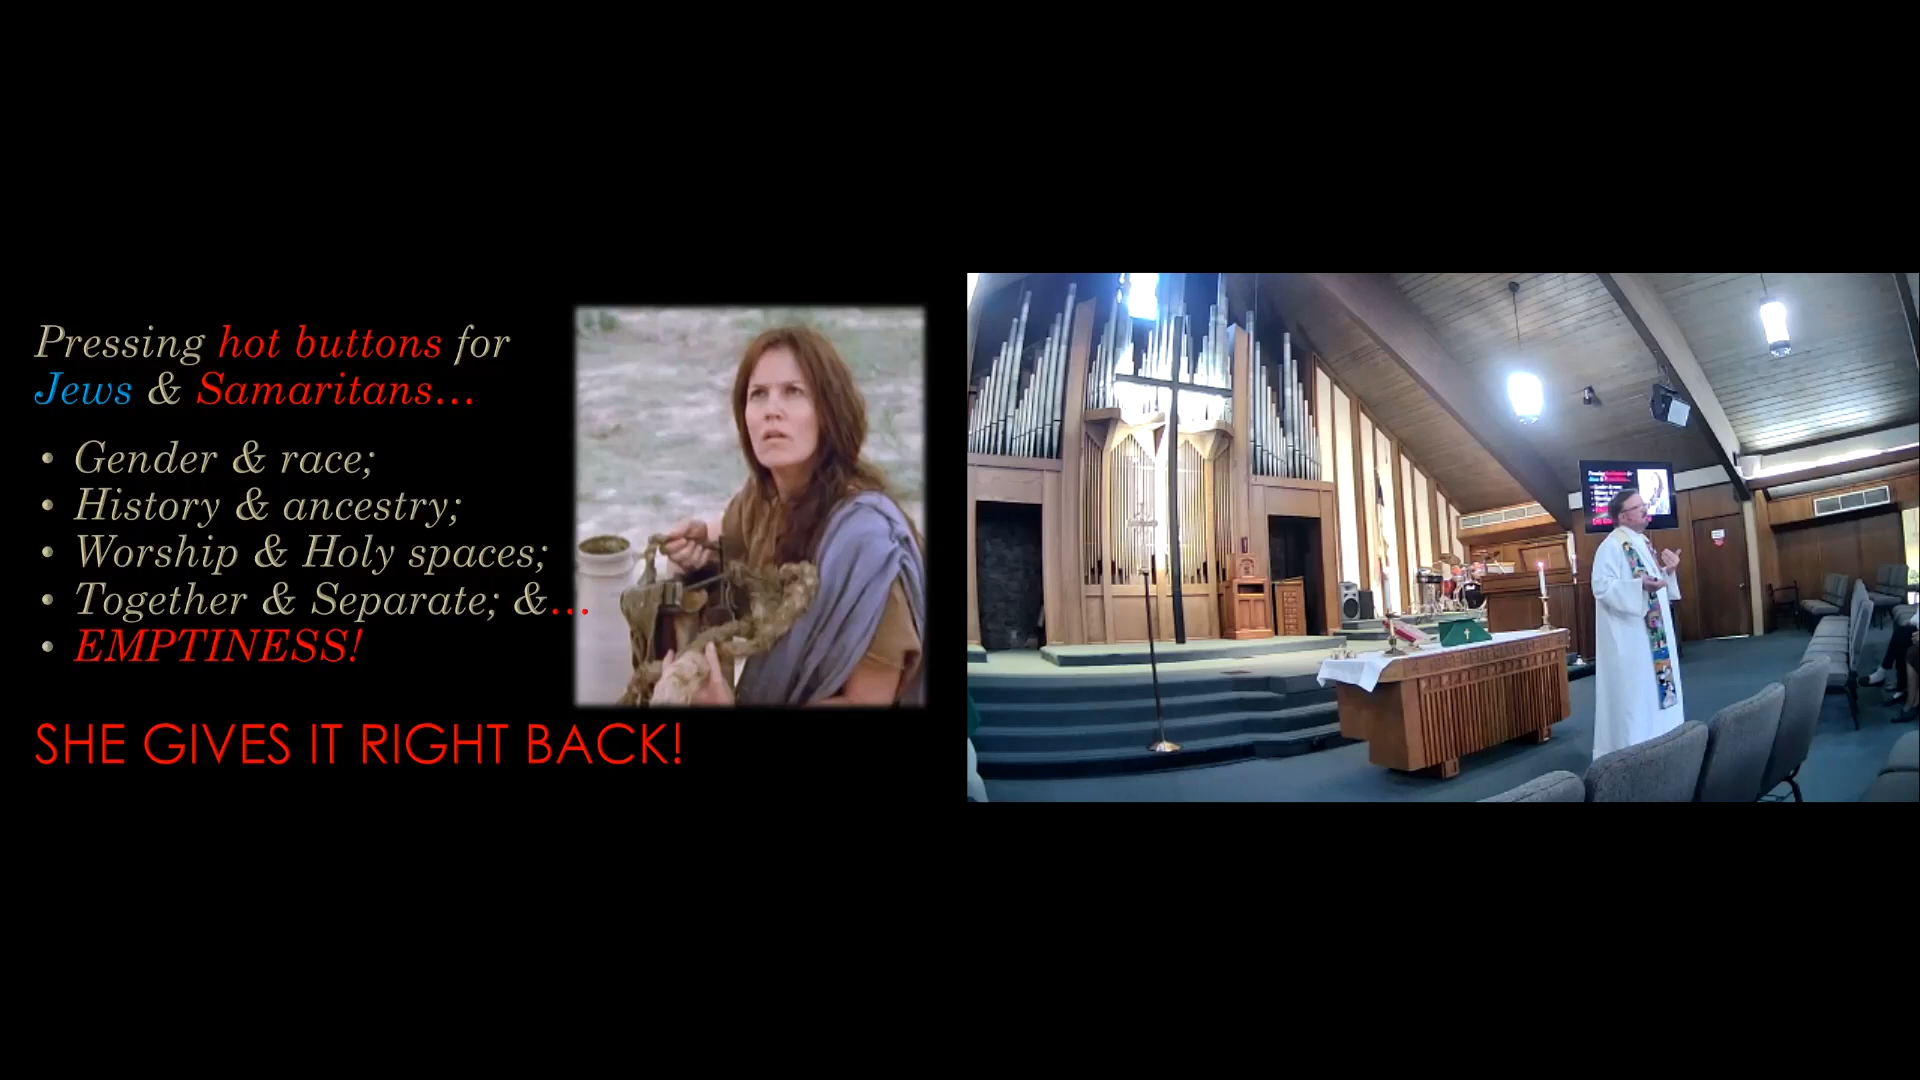 Pressing hot buttons for
Jews & Samaritans...
• Gender & race;
• History & ancestry;
• Worship & Holy spaces;
• Together & Separate; &...
• EMPTINESS!
SHE GIVES IT RIGHT BACK!